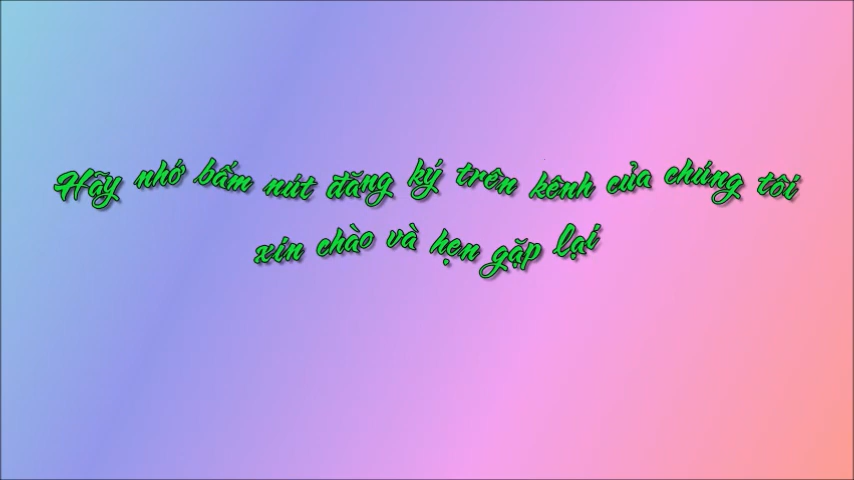 Hãy nhớ bấm nút đăng ký trên kênh của chúng tôi
xin chào và hẹn gặp lại